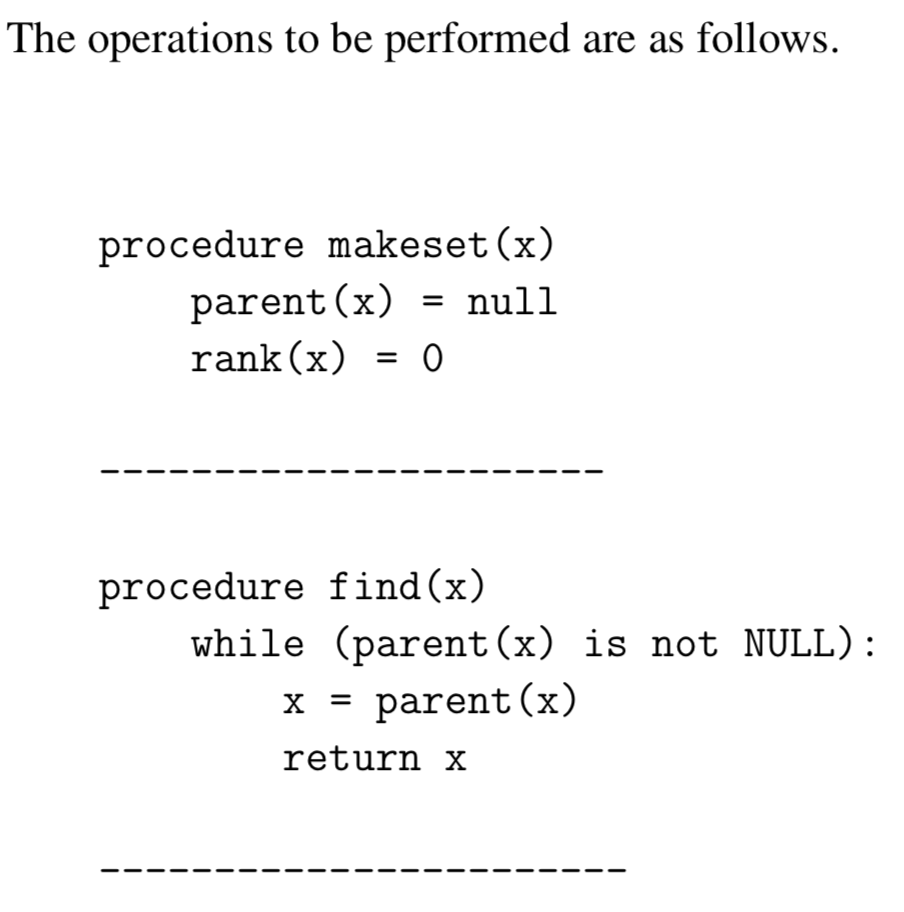 The operations to be performed are as follows.
procedure makeset(x)
    parent(x) = null
    rank(x) = 0
----------------------
procedure find(x)
    while (parent(x) is not NULL):
        x = parent(x)
        return x
-----------------------